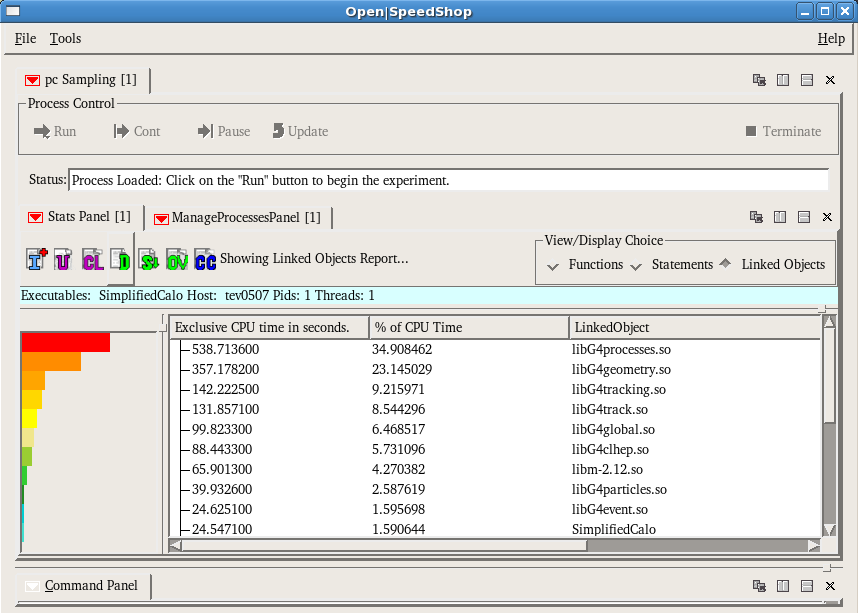 Open|SpeedShop
File Tools Help
pc Sampling [1]
Process Control
Run Cont Pause Update Terminate
Status: Process Loaded: Click on the "Run" button to begin the experiment.
Stats Panel [1] ManageProcessesPanel [1]
View/Display Choice
I U CL D S OV CC Showing Linked Objects Report... Functions Statements Linked Objects
Executables: SimplifiedCalo Host: tev0507 Pids: 1 Threads: 1
Exclusive CPU time in seconds. % of CPU Time LinkedObject
538.713600 34.908462 libG4processes.so
357.178200 23.145029 libG4geometry.so
142.222500 9.215971 libG4tracking.so
131.857100 8.544296 libG4track.so
99.823300 6.468517 libG4global.so
88.443300 5.731096 libG4clhep.so
65.901300 4.270382 libm-2.12.so
39.932600 2.587619 libG4particles.so
24.625100 1.595698 libG4event.so
24.547100 1.590644 SimplifiedCalo
Command Panel